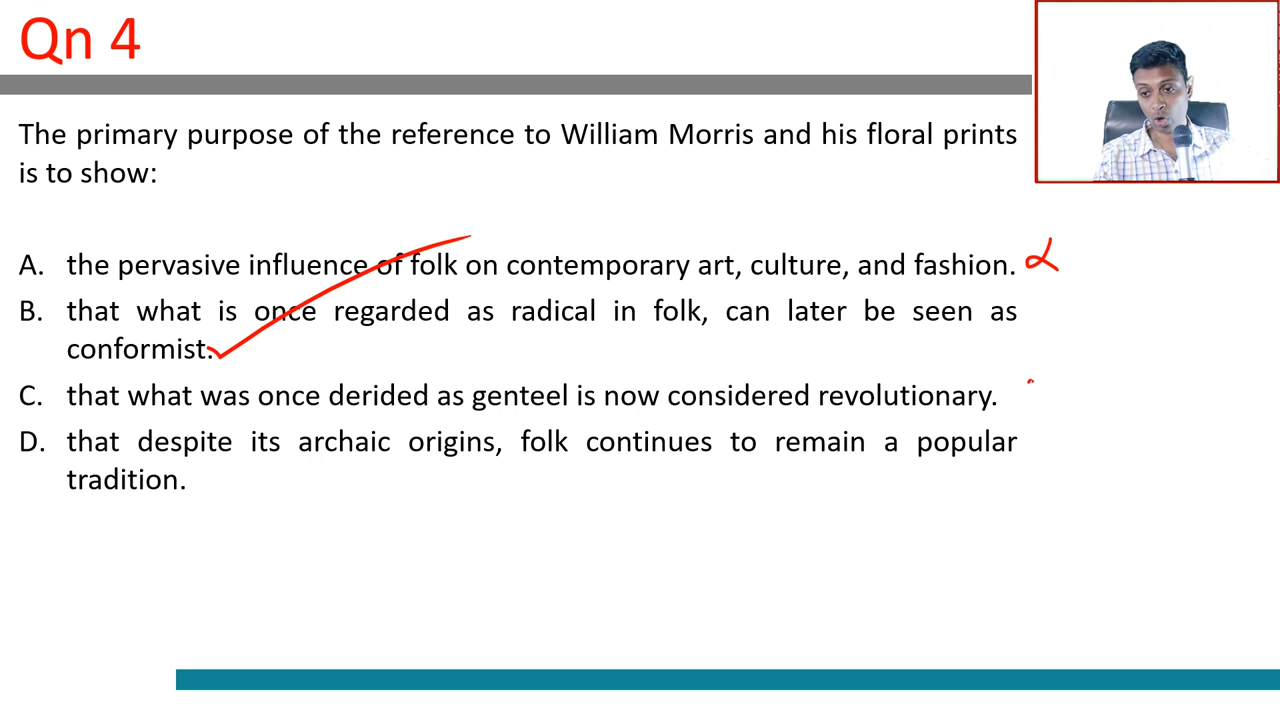 Qn 4
The primary purpose of the reference to William Morris and his floral prints
is to show:
A. the pervasive influence of folk on contemporary art, culture, and fashion.
B. that what is once regarded as radical in folk, can later be seen as
conformist.
C. that what was once derided as genteel is now considered revolutionary.
D. that despite its archaic origins, folk continues to remain a popular
tradition.